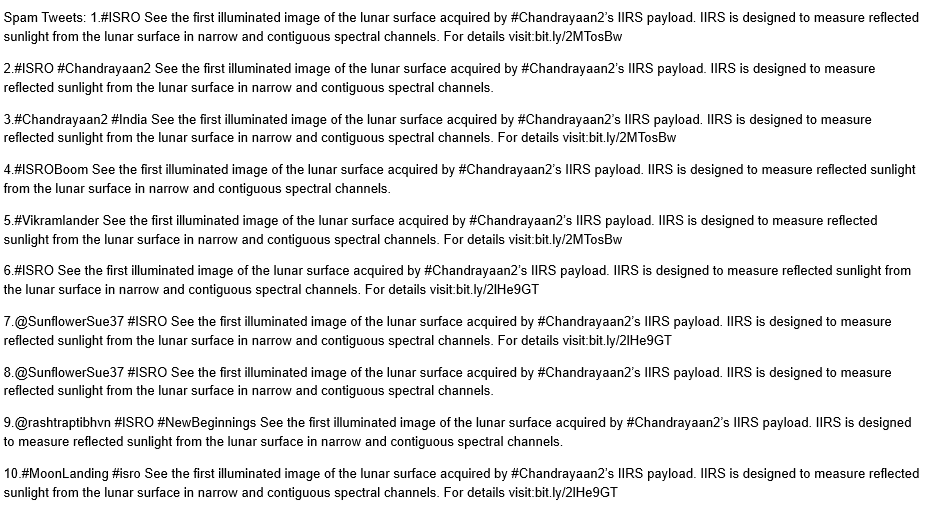 Spam Tweets: 1.#ISRO See the first illuminated image of the lunar surface acquired by #Chandrayaan2’s IIRS payload. IIRS is designed to measure reflected
sunlight from the lunar surface in narrow and contiguous spectral channels. For details visit:bit.ly/2MTosBw
2.#ISRO #Chandrayaan2 See the first illuminated image of the lunar surface acquired by #Chandrayaan2’s IIRS payload. IIRS is designed to measure
reflected sunlight from the lunar surface in narrow and contiguous spectral channels.
3.#Chandrayaan2 #India See the first illuminated image of the lunar surface acquired by #Chandrayaan2’s IIRS payload. IIRS is designed to measure
reflected sunlight from the lunar surface in narrow and contiguous spectral channels. For details visit:bit.ly/2MTosBw
4.#ISROBoom See the first illuminated image of the lunar surface acquired by #Chandrayaan2’s IIRS payload. IIRS is designed to measure reflected sunlight
from the lunar surface in narrow and contiguous spectral channels.
5.#Vikramlander See the first illuminated image of the lunar surface acquired by #Chandrayaan2’s IIRS payload. IIRS is designed to measure reflected
sunlight from the lunar surface in narrow and contiguous spectral channels. For details visit:bit.ly/2MTosBw
6.#ISRO See the first illuminated image of the lunar surface acquired by #Chandrayaan2’s IIRS payload. IIRS is designed to measure reflected sunlight from
the lunar surface in narrow and contiguous spectral channels. For details visit:bit.ly/2IHe9GT
7.@SunflowerSue37 #ISRO See the first illuminated image of the lunar surface acquired by #Chandrayaan2’s IIRS payload. IIRS is designed to measure
reflected sunlight from the lunar surface in narrow and contiguous spectral channels. For details visit:bit.ly/2IHe9GT
8.@SunflowerSue37 #ISRO See the first illuminated image of the lunar surface acquired by #Chandrayaan2’s IIRS payload. IIRS is designed to measure
reflected sunlight from the lunar surface in narrow and contiguous spectral channels.
9.@rashtraptibhvn #ISRO #NewBeginnings See the first illuminated image of the lunar surface acquired by #Chandrayaan2’s IIRS payload. IIRS is designed
to measure reflected sunlight from the lunar surface in narrow and contiguous spectral channels.
10.#MoonLanding #isro See the first illuminated image of the lunar surface acquired by #Chandrayaan2’s IIRS payload. IIRS is designed to measure reflected
sunlight from the lunar surface in narrow and contiguous spectral channels. For details visit:bit.ly/2IHe9GT